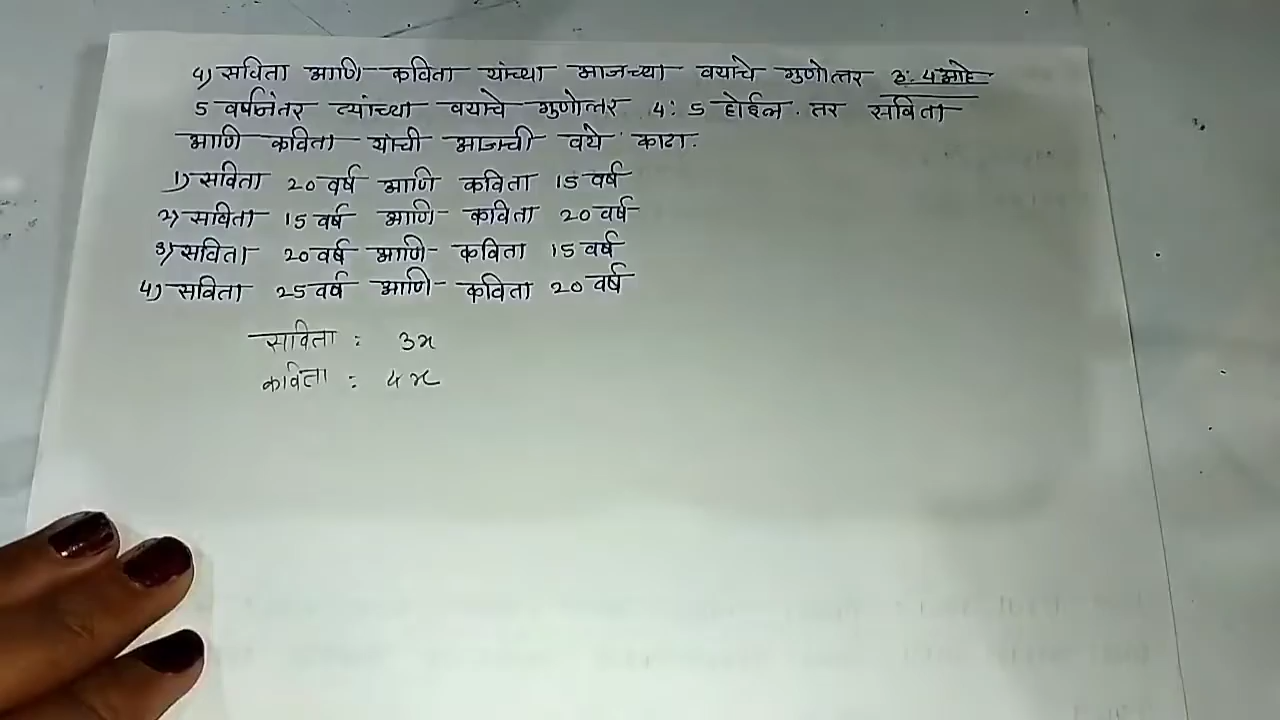 4) सविता आणि कविता यांच्या आजच्या वयाचे गुणोत्तर 3:4 आहे
5 वर्षानंतर त्यांच्या वयाचे गुणोत्तर 4:5 होईल. तर सविता
आणि कविता यांची आजची वये काढा.
1) सविता 20 वर्ष आणि कविता 15 वर्ष
2) सविता 15 वर्ष आणि कविता 20 वर्ष
3) सविता 20 वर्ष आणि कविता 15 वर्ष
4) सविता 25 वर्ष आणि कविता 20 वर्ष
सविता : 3x
कविता : 4x